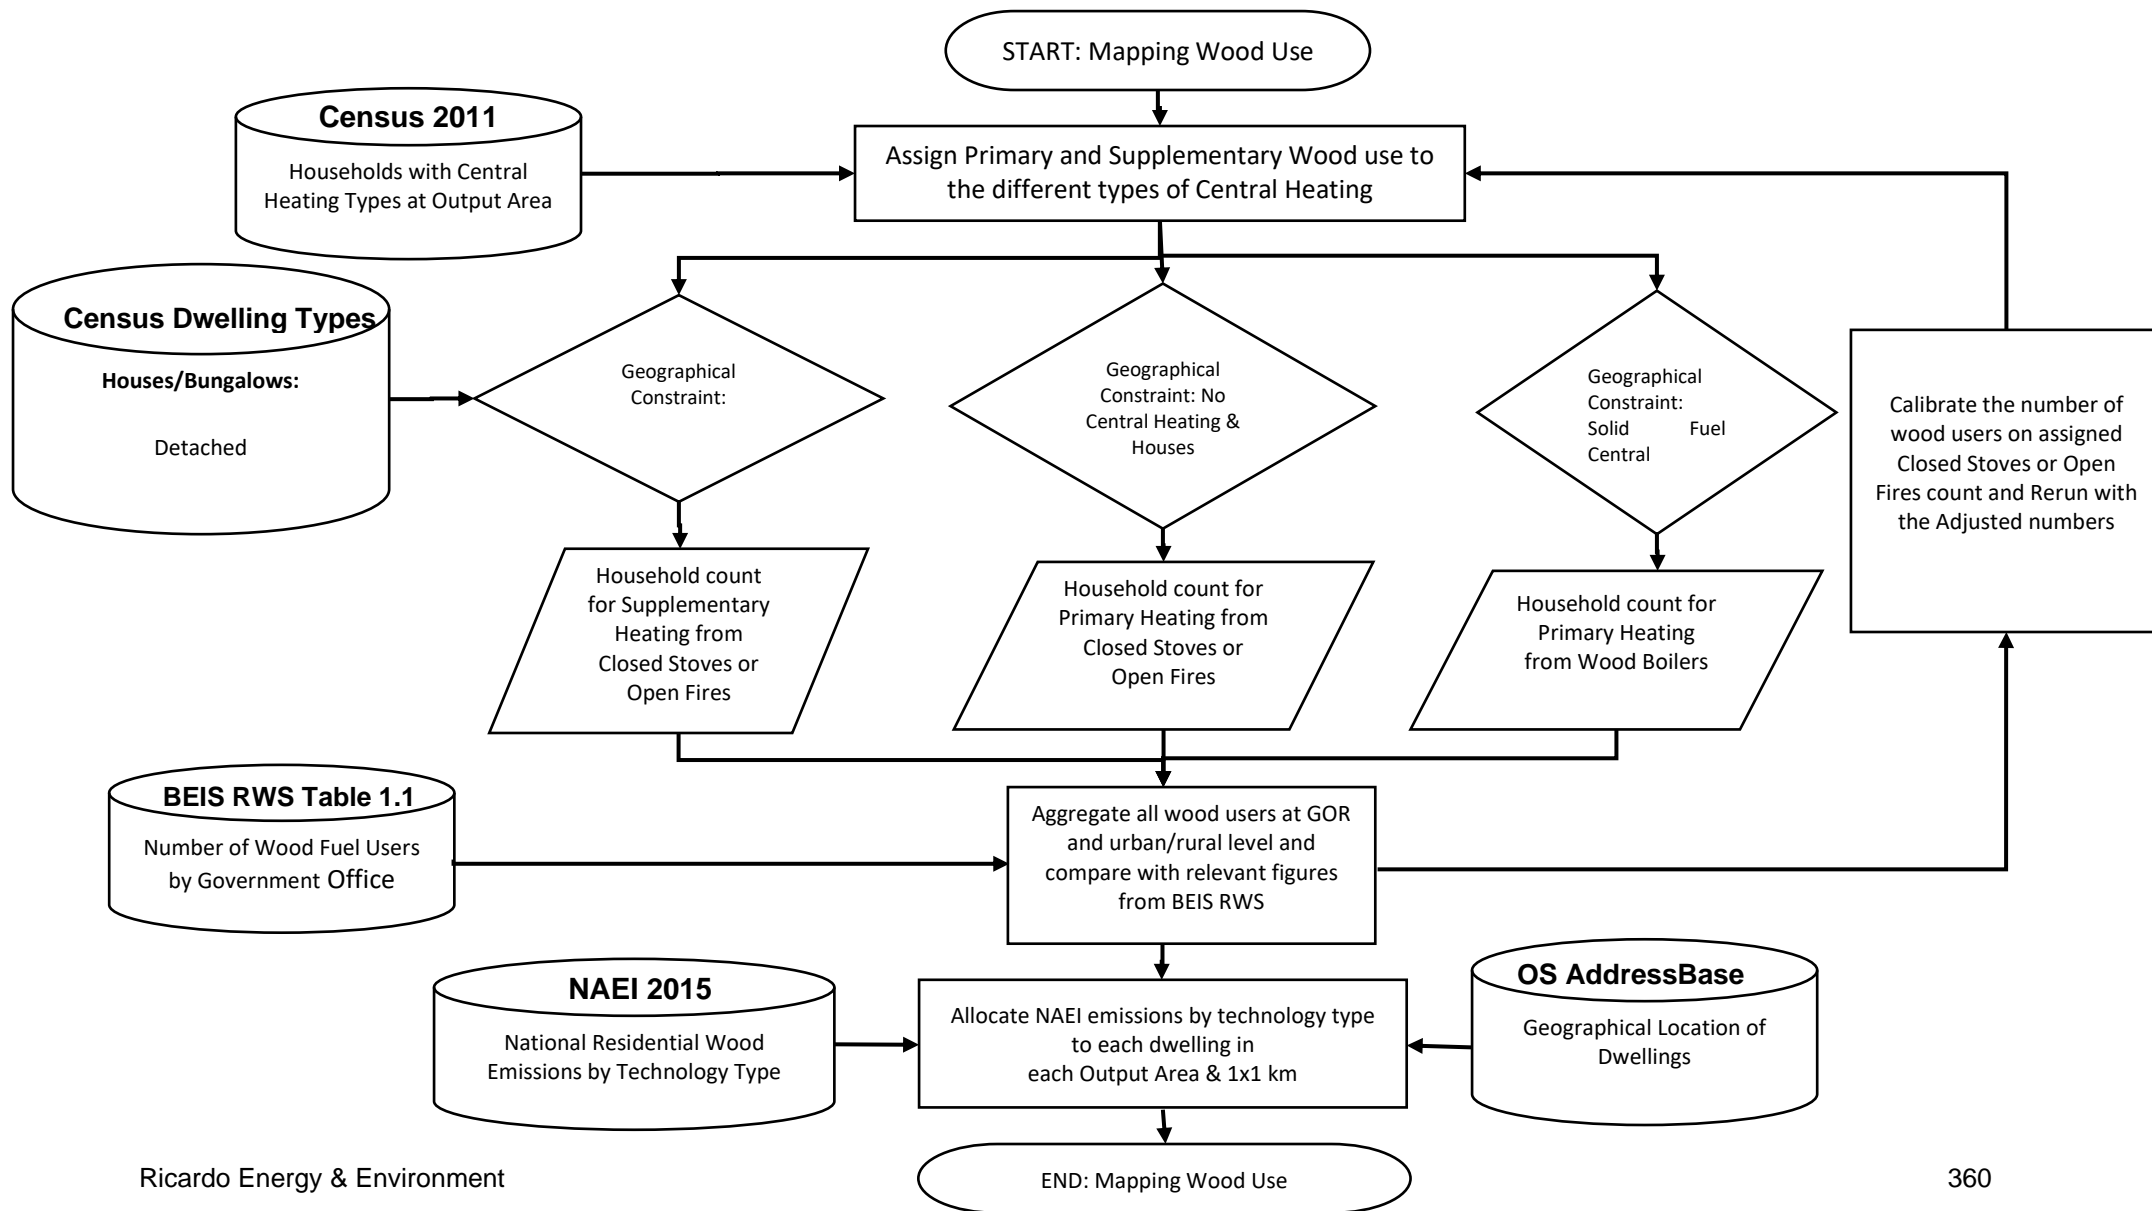 START: Mapping Wood Use
Census 2011
Households with Central
Heating Types at Output Area
Assign Primary and Supplementary Wood use to
the different types of Central Heating
Census Dwelling Types
Houses/Bungalows:
Detached
Geographical
Constraint:
Geographical
Constraint: No
Central Heating &
Houses
Geographical
Constraint:
Solid Fuel
Central
Calibrate the number of
wood users on assigned
Closed Stoves or Open
Fires count and Rerun with
the Adjusted numbers
Household count
for Supplementary
Heating from
Closed Stoves or
Open Fires
Household count for
Primary Heating from
Closed Stoves or
Open Fires
Household count for
Primary Heating
from Wood Boilers
BEIS RWS Table 1.1
Number of Wood Fuel Users
by Government Office
Aggregate all wood users at GOR
and urban/rural level and
compare with relevant figures
from BEIS RWS
NAEI 2015
National Residential Wood
Emissions by Technology Type
Allocate NAEI emissions by technology type
to each dwelling in
each Output Area & 1x1 km
OS AddressBase
Geographical Location of
Dwellings
END: Mapping Wood Use
Ricardo Energy & Environment
360